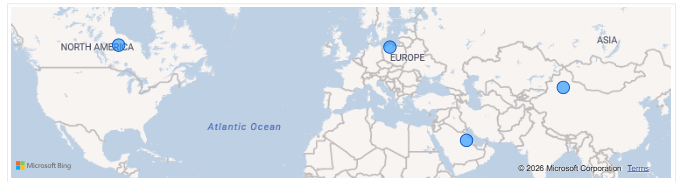 NORTH AMERICA
ASIA
EUROPE
Atlantic Ocean
Microsoft Bing
© 2026 Microsoft Corporation Terms